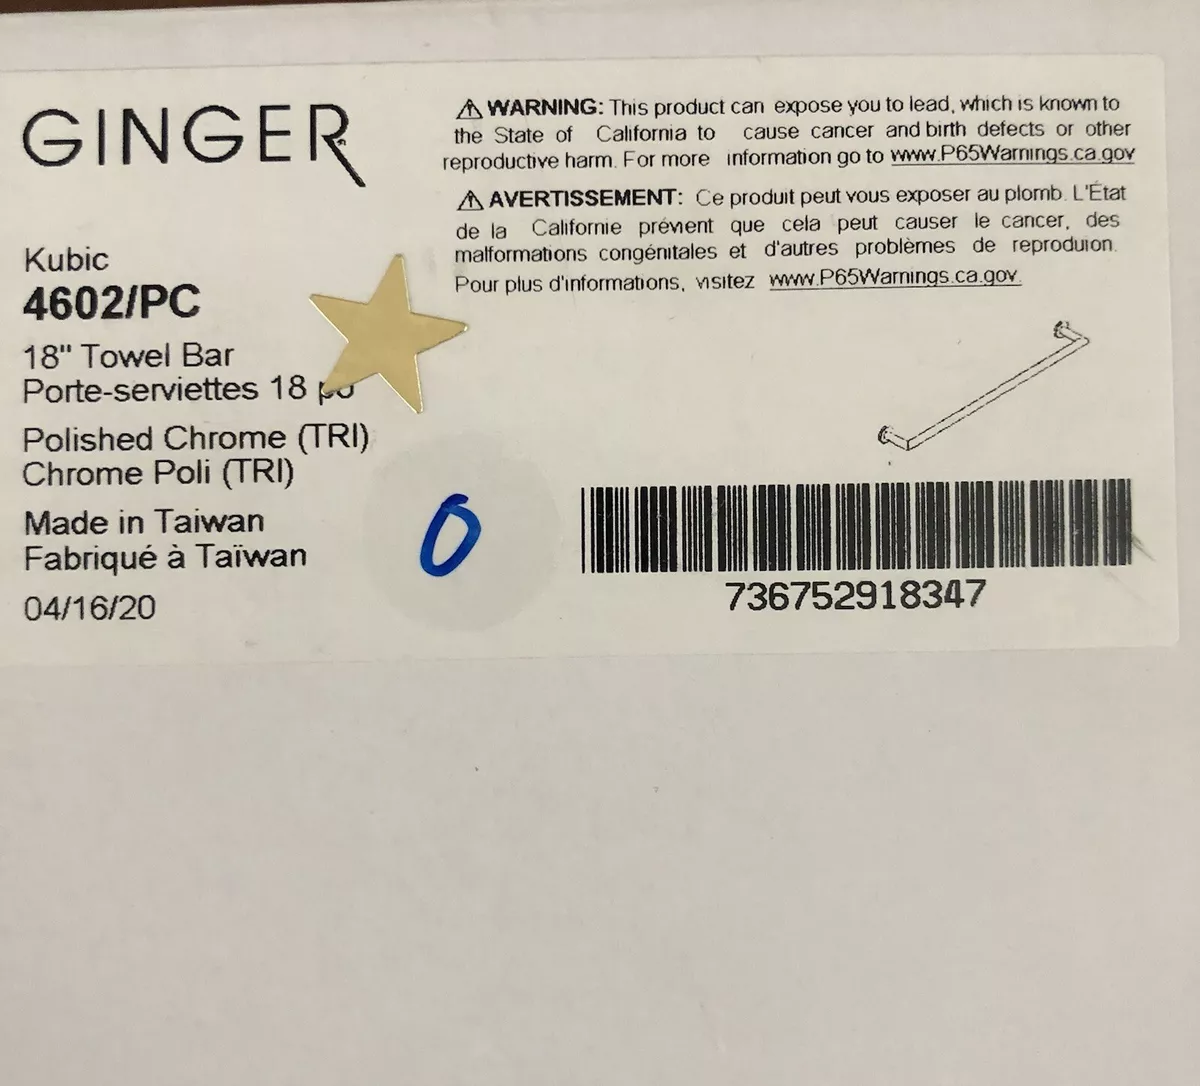 GINGER
Kubic
4602/PC
18" Towel Bar
Porte-serviettes 18 po
Polished Chrome (TRI)
Chrome Poli (TRI)
Made in Taiwan
Fabriqué à Taïwan
04/16/20
0
⚠ WARNING: This product can expose you to lead, which is known to
the State of California to cause cancer and birth defects or other
reproductive harm. For more information go to www.P65Warnings.ca.gov
⚠ AVERTISSEMENT: Ce produit peut vous exposer au plomb. L'État
de la Californie prévient que cela peut causer le cancer, des
malformations congénitales et d'autres problèmes de reproduion.
Pour plus d'informations, visitez www.P65Warnings.ca.gov.
736752918347